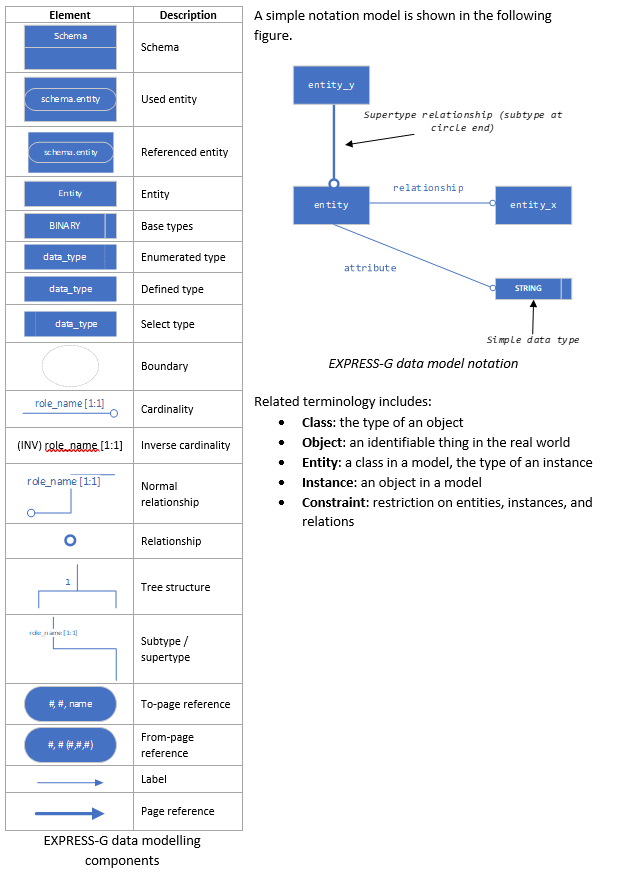 Element Description
Schema
Schema
schema.entity
Used entity
schema.entity
Referenced entity
Entity
Entity
BINARY
Base types
data_type
Enumerated type
data_type
Defined type
data_type
Select type
Boundary
role_name [1:1]
Cardinality
(INV) role_name [1:1]
Inverse cardinality
role_name [1:1]
Normal
relationship
Relationship
1
Tree structure
role_name [1:1]
Subtype /
supertype
#, #, name
To-page reference
#, # (#,#,#)
From-page
reference
Label
Page reference
EXPRESS-G data modelling
components
A simple notation model is shown in the following
figure.
entity_y
Supertype relationship (subtype at
circle end)
entity
relationship
entity_x
attribute
STRING
Simple data type
EXPRESS-G data model notation
Related terminology includes:
• Class: the type of an object
• Object: an identifiable thing in the real world
• Entity: a class in a model, the type of an instance
• Instance: an object in a model
• Constraint: restriction on entities, instances, and
relations